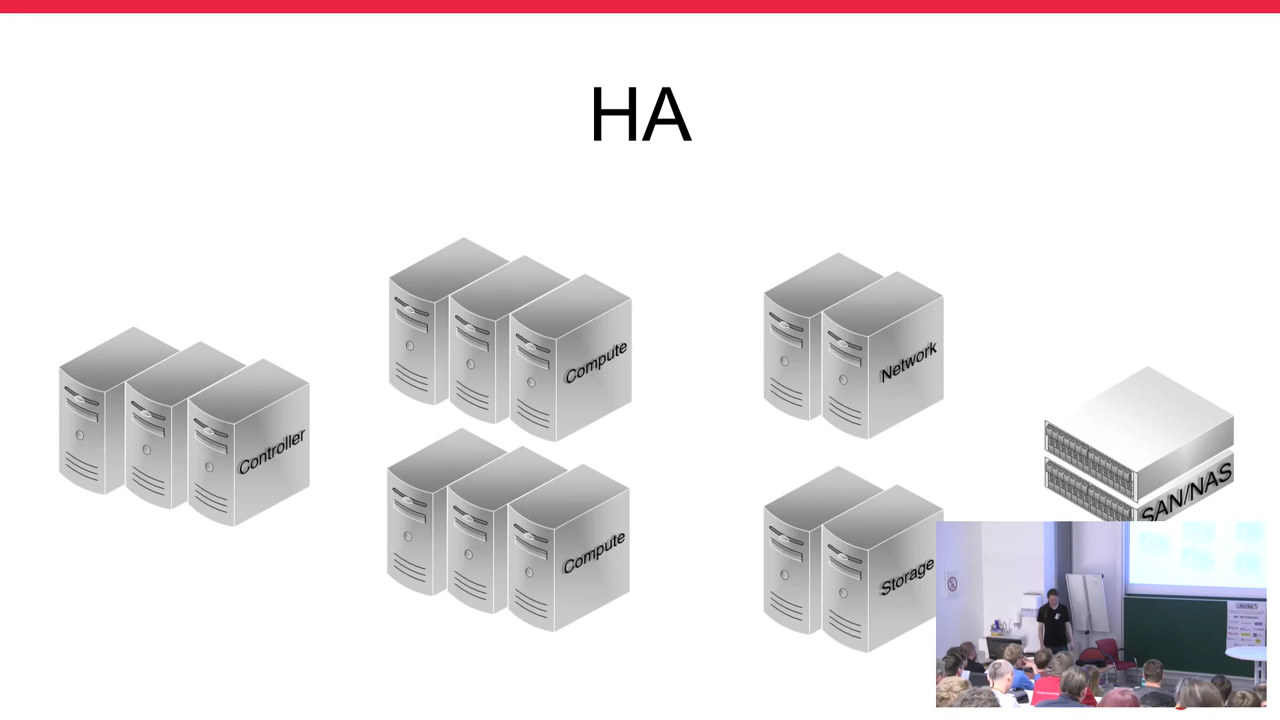 HA
Controller
Compute
Compute
Network
Storage
SAN/NAS